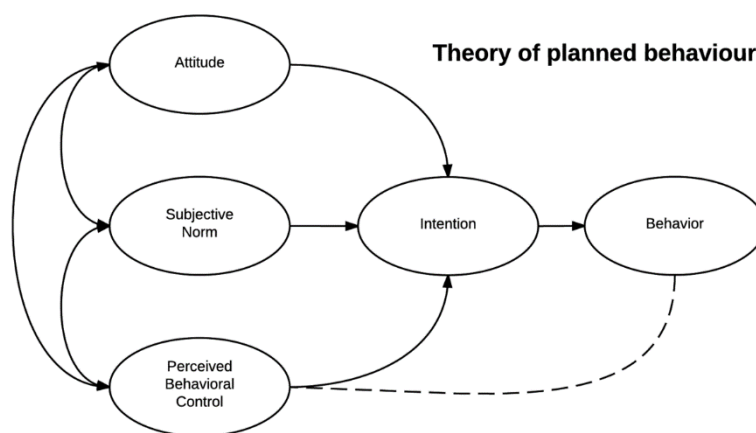 Theory of planned behaviour
Attitude
Subjective
Norm
Intention
Behavior
Perceived
Behavioral
Control